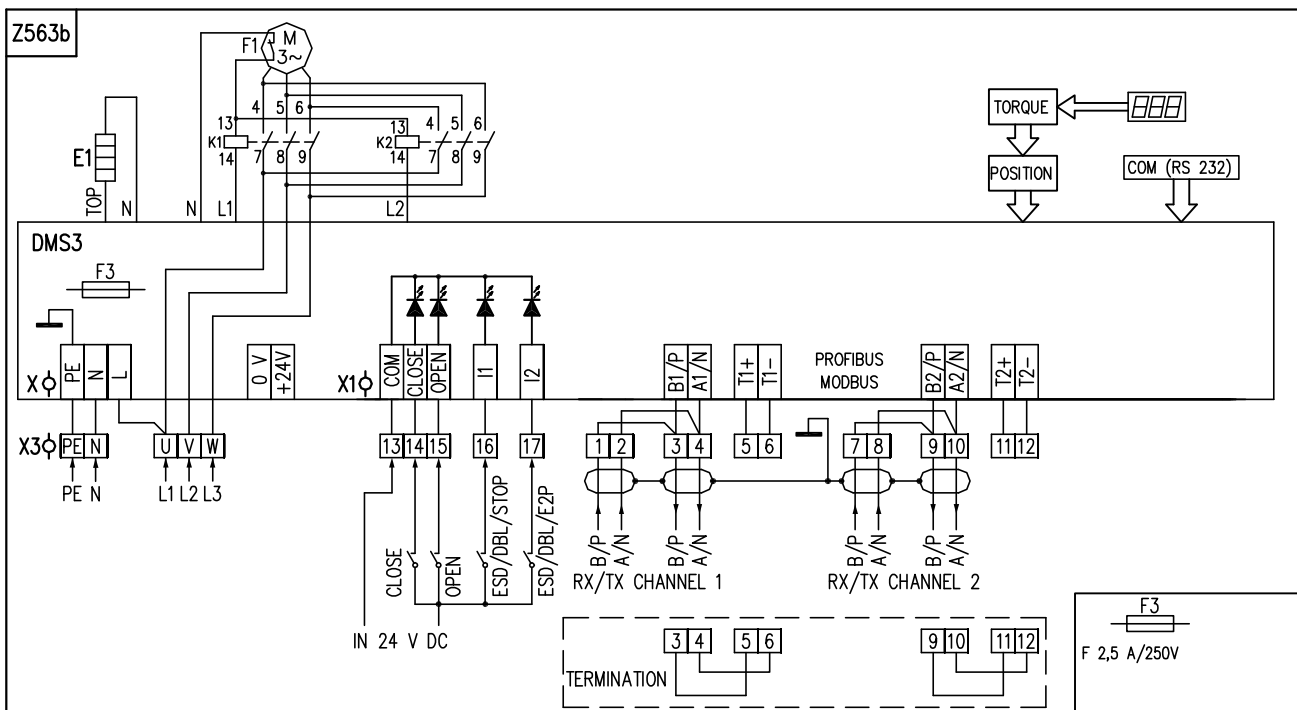 Z563b
F1 M
3~
4 5 6
13
K1
14
7 8 9
13 4 5 6
K2
14 7 8 9
E1
TOP N N L1 L2
TORQUE
POSITION COM (RS 232)
DMS3
F3
X PE N L
0 V +24V
X1 COM CLOSE OPEN I1 I2
B1/P A1/N T1+ T1-
PROFIBUS
MODBUS
B2/P A2/N T2+ T2-
X3 PE N U V W 13 14 15 16 17 1 2 3 4 5 6 7 8 9 10 11 12
PE N L1 L2 L3
CLOSE OPEN ESD/DBL/STOP ESD/DBL/E2P
B/P A/N B/P A/N B/P A/N B/P A/N
RX/TX CHANNEL 1 RX/TX CHANNEL 2
IN 24 V DC
3 4 5 6 9 10 11 12
TERMINATION
F3
F 2,5 A/250V